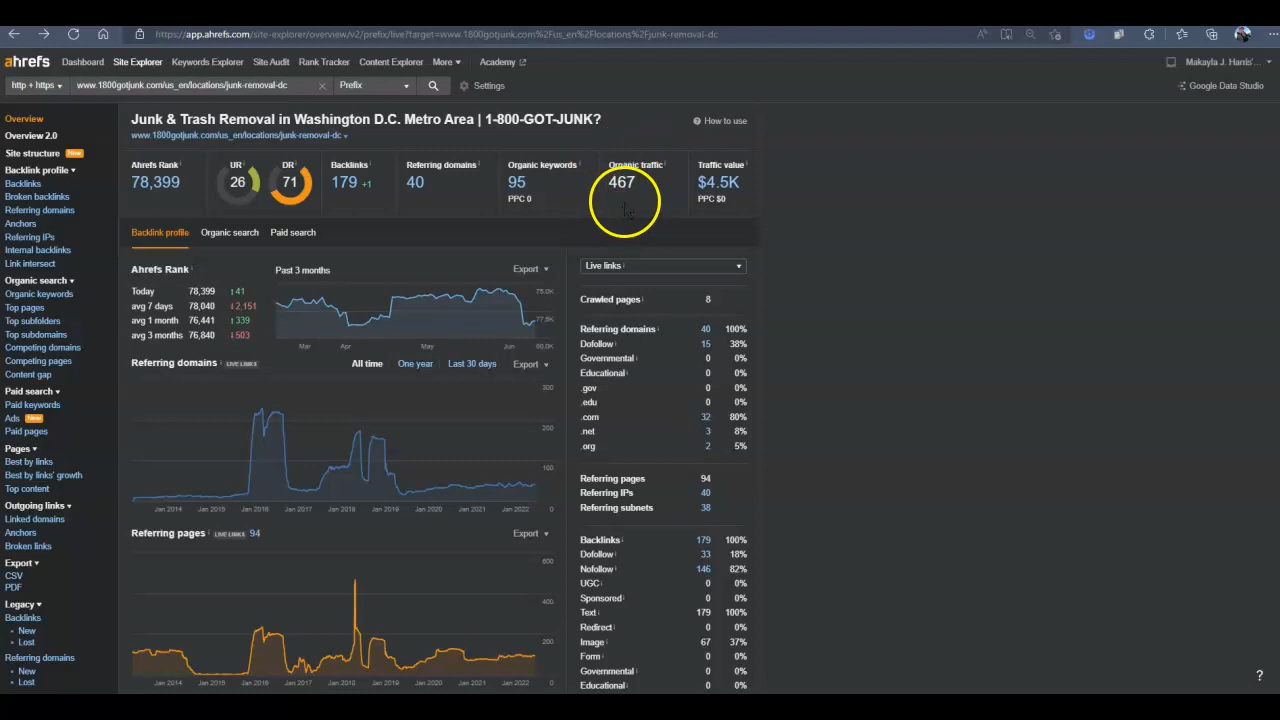 https://app.ahrefs.com/site-explorer/overview/v2/prefix/live?target=www.1800gotjunk.com%2Fus_en%2Flocations%2Fjunk-removal-dc
ahrefs Dashboard Site Explorer Keywords Explorer Site Audit Rank Tracker Content Explorer More Academy Makayla J. Harris'...
http + https www.1800gotjunk.com/us_en/locations/junk-removal-dc Prefix Settings Google Data Studio
Overview
Overview 2.0
Site structure New
Backlink profile
Backlinks
Broken backlinks
Referring domains
Anchors
Referring IPs
Internal backlinks
Link intersect
Organic search
Organic keywords
Top pages
Top subfolders
Top subdomains
Competing domains
Competing pages
Content gap
Paid search
Paid keywords
Ads New
Paid pages
Pages
Best by links
Best by links' growth
Top content
Outgoing links
Linked domains
Anchors
Broken links
Export
CSV
PDF
Legacy
Backlinks
New
Lost
Referring domains
New
Lost
Junk & Trash Removal in Washington D.C. Metro Area | 1-800-GOT-JUNK?
How to use
www.1800gotjunk.com/us_en/locations/junk-removal-dc
Ahrefs Rank UR DR Backlinks Referring domains Organic keywords Organic traffic Traffic value
78,399 26 71 179 +1 40 95 467 $4.5K
PPC 0 PPC $0
Backlink profile Organic search Paid search
Ahrefs Rank Past 3 months Export
Today 78,399 ↑41
avg 7 days 78,040 ↓2,151
avg 1 month 76,441 ↑339
avg 3 months 76,840 ↓503
75.0K
77.5K
80.0K
Mar Apr May Jun
Referring domains LIVE LINKS All time One year Last 30 days Export
300
200
100
0
Jan 2014 Jan 2015 Jan 2016 Jan 2017 Jan 2018 Jan 2019 Jan 2020 Jan 2021 Jan 2022
Referring pages LIVE LINKS 94 Export
600
400
200
0
Jan 2014 Jan 2015 Jan 2016 Jan 2017 Jan 2018 Jan 2019 Jan 2020 Jan 2021 Jan 2022
Live links
Crawled pages 8
Referring domains 40 100%
Dofollow 15 38%
Governmental 0 0%
Educational 0 0%
.gov 0 0%
.edu 0 0%
.com 32 80%
.net 3 8%
.org 2 5%
Referring pages 94
Referring IPs 40
Referring subnets 38
Backlinks 179 100%
Dofollow 33 18%
Nofollow 146 82%
UGC 0 0%
Sponsored 0 0%
Text 179 100%
Redirect 0 0%
Image 67 37%
Form 0 0%
Governmental 0 0%
Educational 0 0%
?